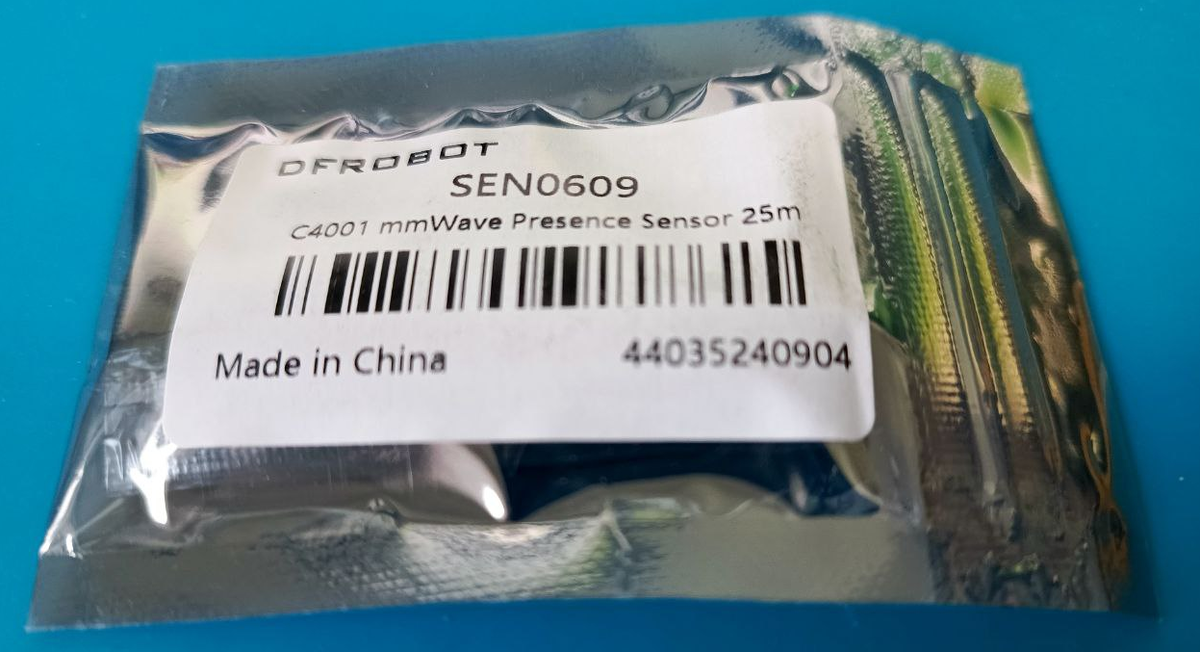 DFROBOT
SEN0609
C4001 mmWave Presence Sensor 25m
Made in China
44035240904